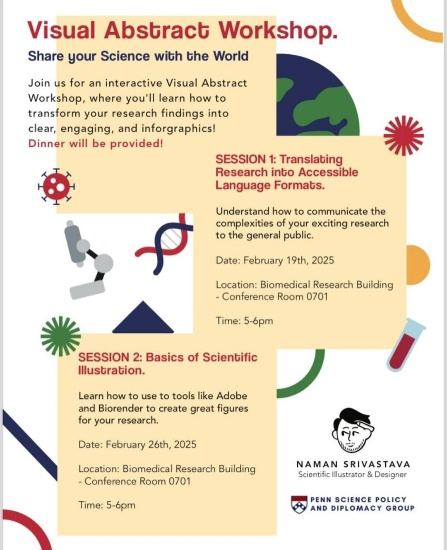 Visual Abstract Workshop.
Share your Science with the World
Join us for an interactive Visual Abstract
Workshop, where you'll learn how to
transform your research findings into
clear, engaging, and inforgraphics!
Dinner will be provided!
SESSION 1: Translating
Research into Accessible
Language Formats.
Understand how to communicate the
complexities of your exciting research
to the general public.
Date: February 19th, 2025
Location: Biomedical Research Building
- Conference Room 0701
Time: 5-6pm
SESSION 2: Basics of Scientific
Illustration.
Learn how to use to tools like Adobe
and Biorender to create great figures
for your research.
Date: February 26th, 2025
Location: Biomedical Research Building
- Conference Room 0701
Time: 5-6pm
NAMAN SRIVASTAVA
Scientific Illustrator & Designer
PENN SCIENCE POLICY
AND DIPLOMACY GROUP